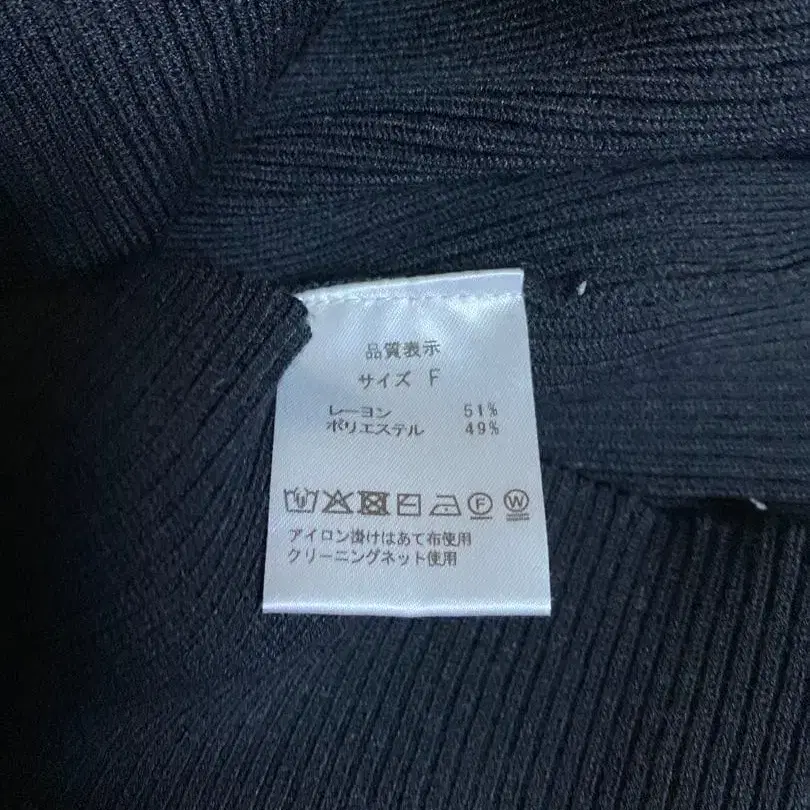 品質表示
サイズ F
レーヨン 51%
ポリエステル 49%
F W
アイロン掛けはあて布使用
クリーニングネット使用